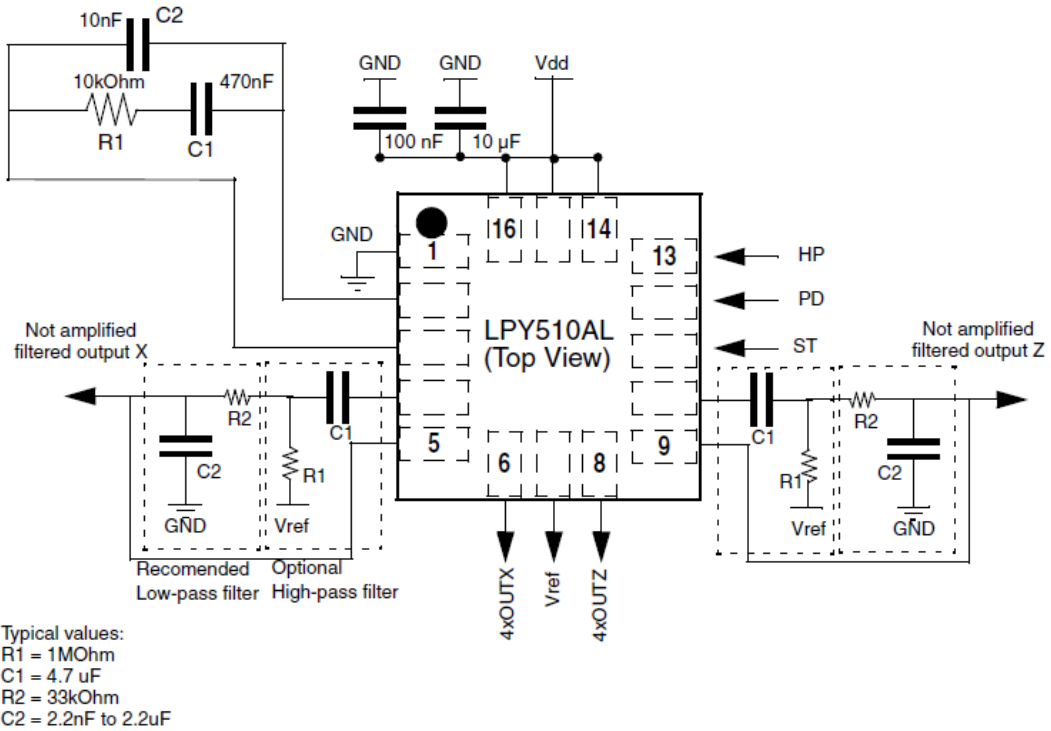 10nF C2
10kOhm 470nF
R1 C1
GND GND Vdd
100 nF 10 µF
16 14
GND 1 13 HP
PD
LPY510AL
(Top View)
ST
Not amplified
filtered output X
Not amplified
filtered output Z
R2 C1 C1 R2
5 9
6 8
C2 R1 R1 C2
GND Vref Vref GND
Recomended
Low-pass filter
Optional
High-pass filter
4xOUTX Vref 4xOUTZ
Typical values:
R1 = 1MOhm
C1 = 4.7 uF
R2 = 33kOhm
C2 = 2.2nF to 2.2uF